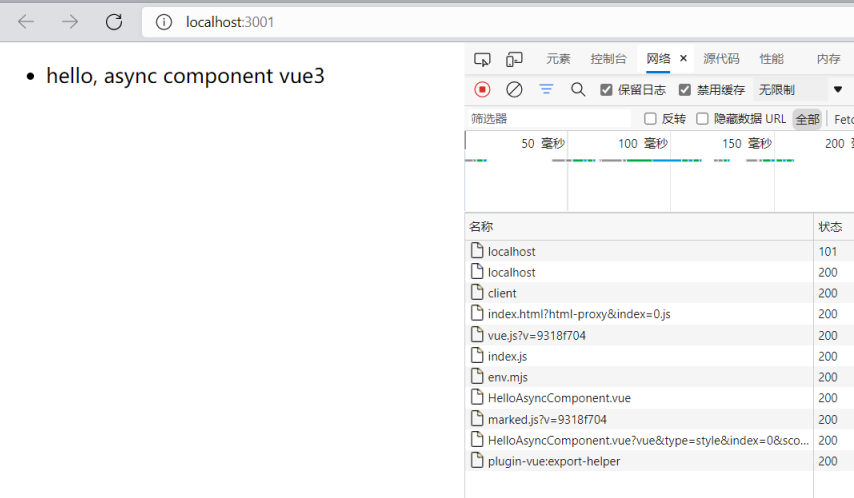 localhost:3001
hello, async component vue3
元素 控制台 网络 源代码 性能 内存
保留日志 禁用缓存 无限制
筛选器 反转 隐藏数据 URL 全部 Fetc
50 毫秒 100 毫秒 150 毫秒 200 毫
名称 状态
localhost 101
localhost 200
client 200
index.html?html-proxy&index=0.js 200
vue.js?v=9318f704 200
index.js 200
env.mjs 200
HelloAsyncComponent.vue 200
marked.js?v=9318f704 200
HelloAsyncComponent.vue?vue&type=style&index=0&sco... 200
plugin-vue:export-helper 200